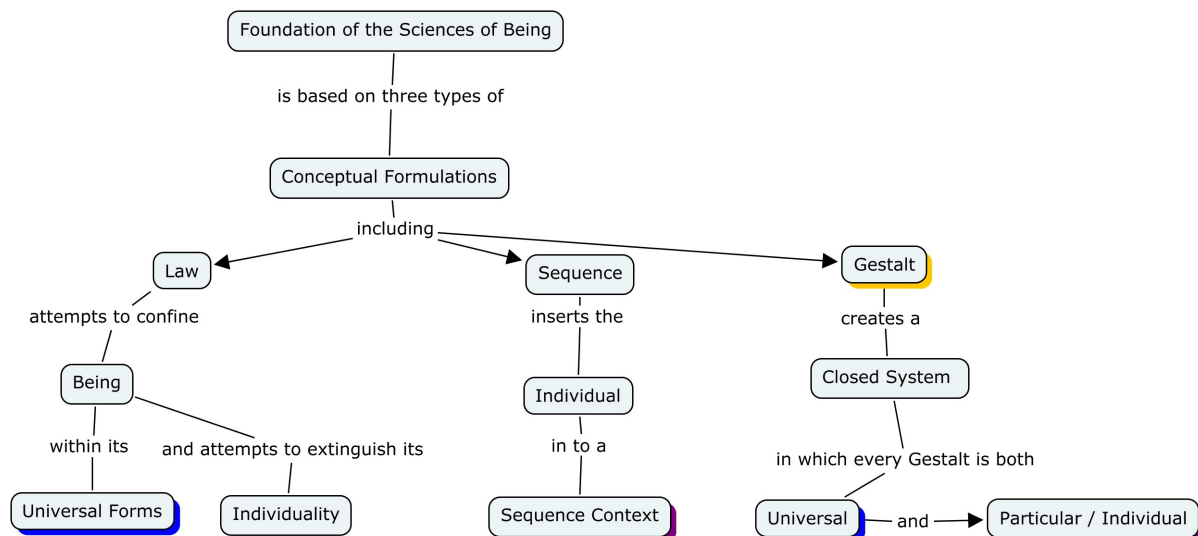 Foundation of the Sciences of Being
is based on three types of
Conceptual Formulations
including
Law
Sequence
Gestalt
attempts to confine
inserts the
creates a
Being
Individual
Closed System
within its
and attempts to extinguish its
in to a
in which every Gestalt is both
Universal Forms
Individuality
Sequence Context
Universal
and
Particular / Individual